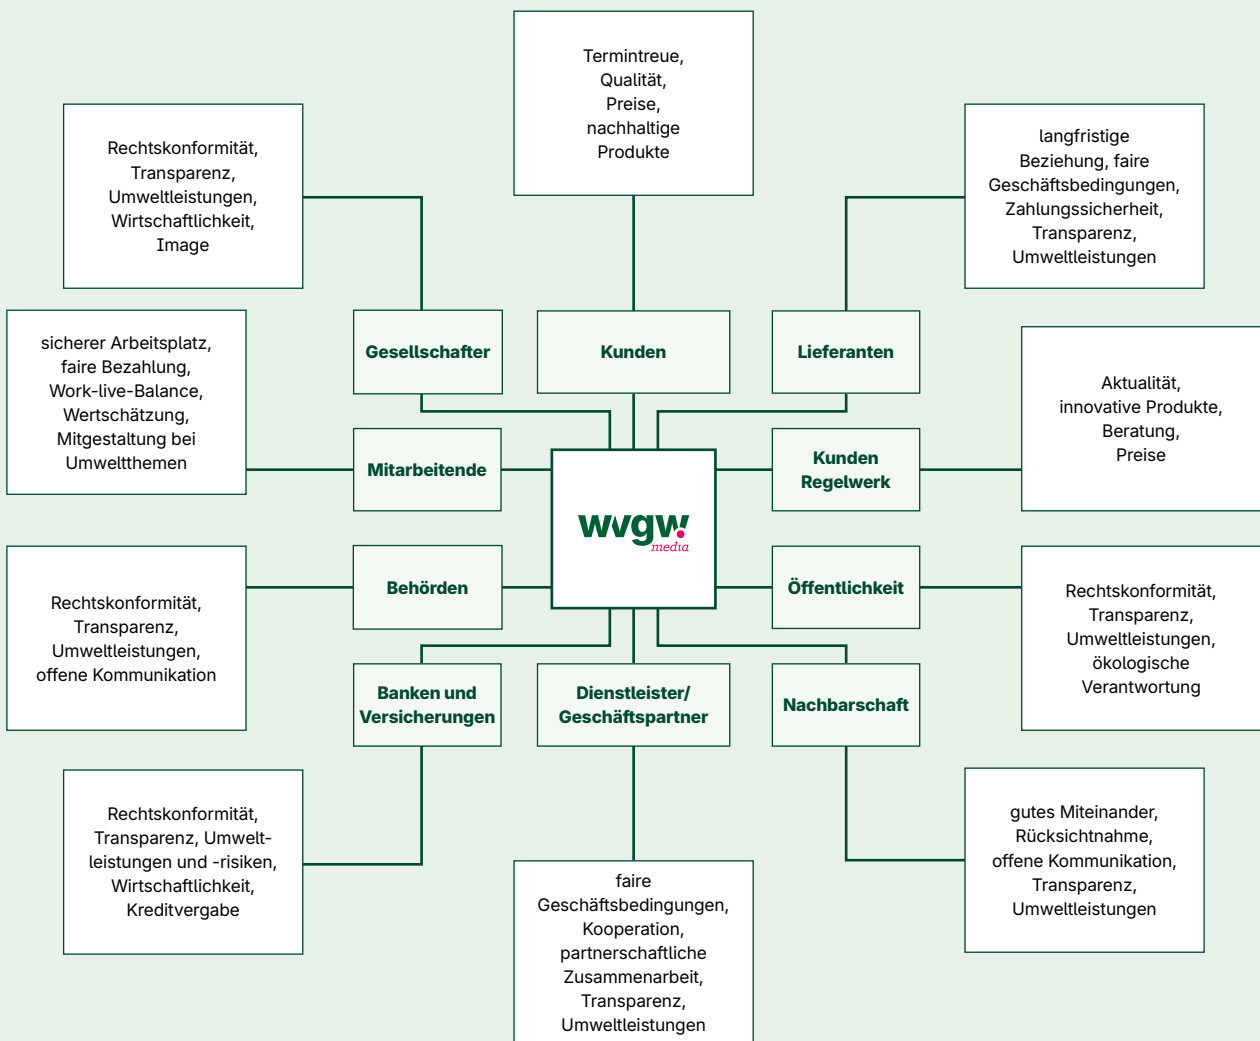 Termintreue,
Qualität,
Preise,
nachhaltige
Produkte
Rechtskonformität,
Transparenz,
Umweltleistungen,
Wirtschaftlichkeit,
Image
langfristige
Beziehung, faire
Geschäftsbedingungen,
Zahlungssicherheit,
Transparenz,
Umweltleistungen
Gesellschafter
Kunden
Lieferanten
sicherer Arbeitsplatz,
faire Bezahlung,
Work-live-Balance,
Wertschätzung,
Mitgestaltung bei
Umweltthemen
Aktualität,
innovative Produkte,
Beratung,
Preise
Mitarbeitende
Kunden
Regelwerk
wvgw
media
Behörden
Öffentlichkeit
Rechtskonformität,
Transparenz,
Umweltleistungen,
offene Kommunikation
Rechtskonformität,
Transparenz,
Umweltleistungen,
ökologische
Verantwortung
Banken und
Versicherungen
Dienstleister/
Geschäftspartner
Nachbarschaft
Rechtskonformität,
Transparenz, Umwelt-
leistungen und -risiken,
Wirtschaftlichkeit,
Kreditvergabe
faire
Geschäftsbedingungen,
Kooperation,
partnerschaftliche
Zusammenarbeit,
Transparenz,
Umweltleistungen
gutes Miteinander,
Rücksichtnahme,
offene Kommunikation,
Transparenz,
Umweltleistungen